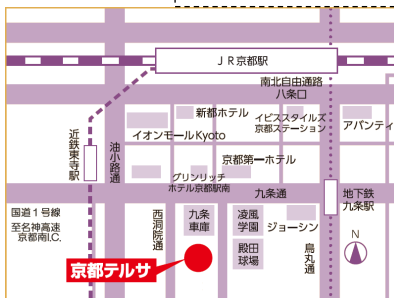 JR京都駅
南北自由通路
八条口
新都ホテル
イビススタイルズ
京都ステーション
アバンティ
イオンモールKyoto
近鉄東寺駅
油小路通
京都第一ホテル
グリンリッチ
ホテル京都駅南
九条通
地下鉄
九条駅
国道1号線
至名神高速
京都南I.C.
西洞院通
九条
車庫
凌風
学園
ジョーシン
殿田
球場
烏丸通
N
京都テルサ